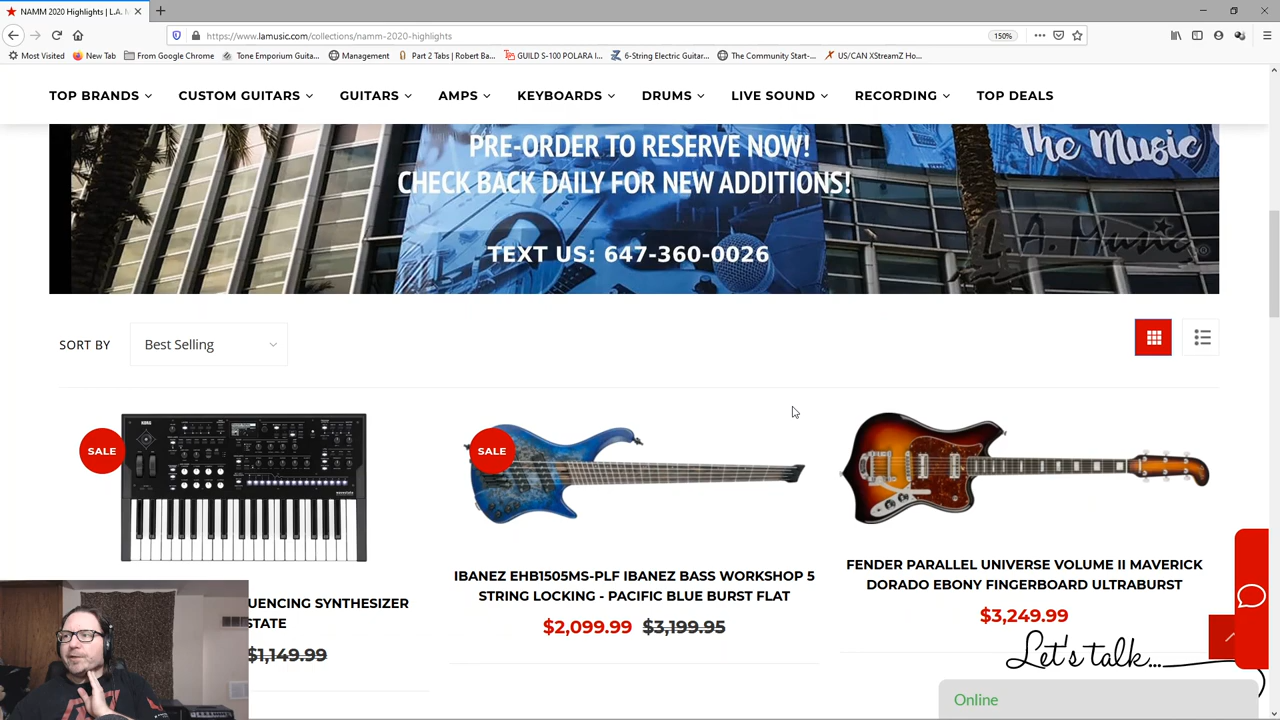 NAMM 2020 Highlights | L.A. M
https://www.lamusic.com/collections/namm-2020-highlights
150%
Most Visited
New Tab
From Google Chrome
Tone Emporium Guita...
Management
Part 2 Tabs | Robert Ba...
GUILD S-100 POLARA I...
6-String Electric Guitar...
The Community Start-...
US/CAN XStreamZ Ho...
TOP BRANDS
CUSTOM GUITARS
GUITARS
AMPS
KEYBOARDS
DRUMS
LIVE SOUND
RECORDING
TOP DEALS
PRE-ORDER TO RESERVE NOW!
CHECK BACK DAILY FOR NEW ADDITIONS!
TEXT US: 647-360-0026
The Music
L.A. Music
SORT BY
Best Selling
SALE
KORG
UENCING SYNTHESIZER
STATE
$1,149.99
SALE
IBANEZ EHB1505MS-PLF IBANEZ BASS WORKSHOP 5
STRING LOCKING - PACIFIC BLUE BURST FLAT
$2,099.99 $3,199.95
FENDER PARALLEL UNIVERSE VOLUME II MAVERICK
DORADO EBONY FINGERBOARD ULTRABURST
$3,249.99
Let's talk...
Online